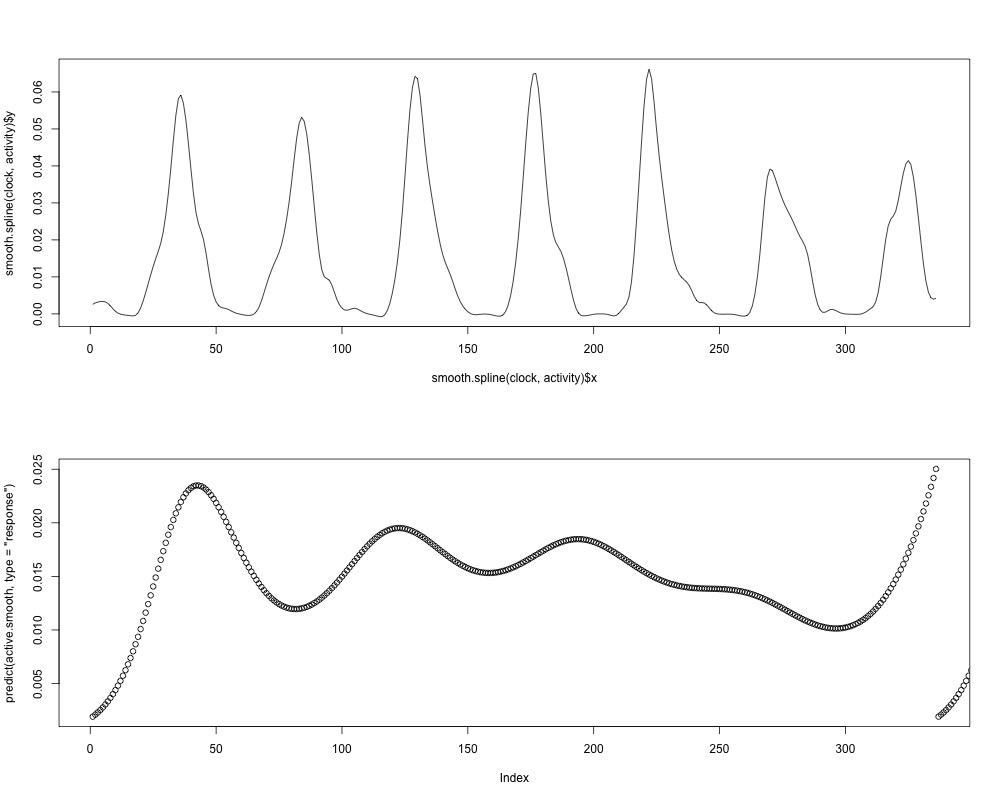 smooth.spline(clock, activity)$y
0.06
0.05
0.04
0.03
0.02
0.01
0.00
0 50 100 150 200 250 300
smooth.spline(clock, activity)$x
predict(active.smooth, type = "response")
0.025
0.020
0.015
0.010
0.005
0 50 100 150 200 250 300
Index